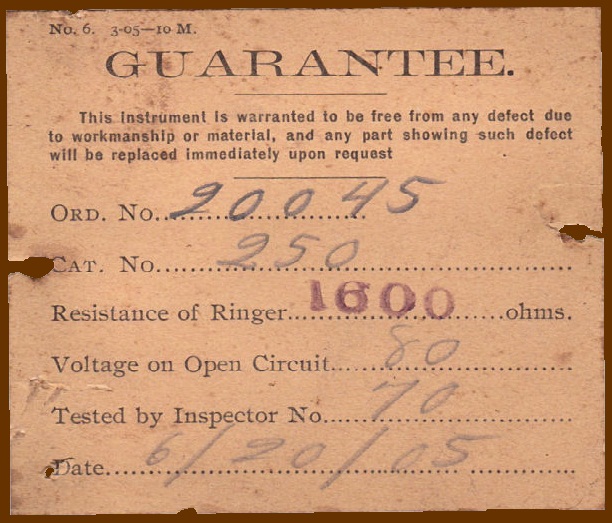 No. 6. 3-05—10 M.
GUARANTEE.
This instrument is warranted to be free from any defect due
to workmanship or material, and any part showing such defect
will be replaced immediately upon request
ORD. No. 20045
CAT. No. 250
Resistance of Ringer 1600 ohms.
Voltage on Open Circuit 80
Tested by Inspector No. 70
Date 6/20/05